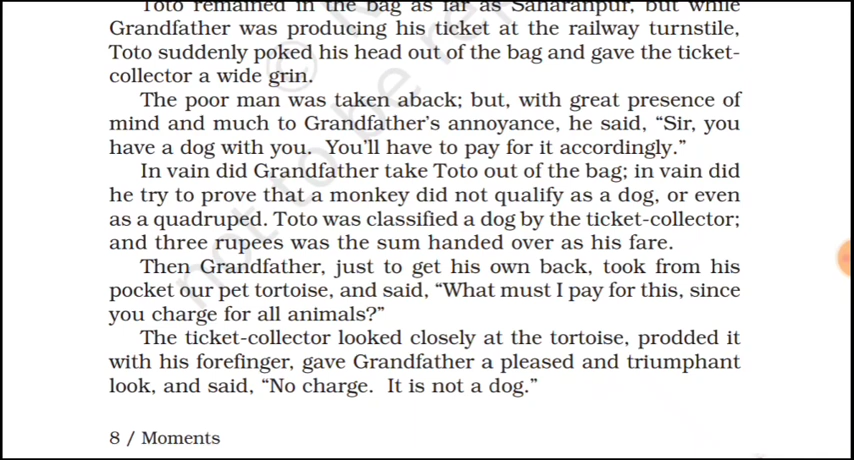 Toto remained in the bag as far as Saharanpur, but while
Grandfather was producing his ticket at the railway turnstile,
Toto suddenly poked his head out of the bag and gave the ticket-
collector a wide grin.
The poor man was taken aback; but, with great presence of
mind and much to Grandfather's annoyance, he said, “Sir, you
have a dog with you.  You'll have to pay for it accordingly.”
In vain did Grandfather take Toto out of the bag; in vain did
he try to prove that a monkey did not qualify as a dog, or even
as a quadruped. Toto was classified a dog by the ticket-collector;
and three rupees was the sum handed over as his fare.
Then Grandfather, just to get his own back, took from his
pocket our pet tortoise, and said, “What must I pay for this, since
you charge for all animals?”
The ticket-collector looked closely at the tortoise, prodded it
with his forefinger, gave Grandfather a pleased and triumphant
look, and said, “No charge.  It is not a dog.”
8 / Moments
not to be re